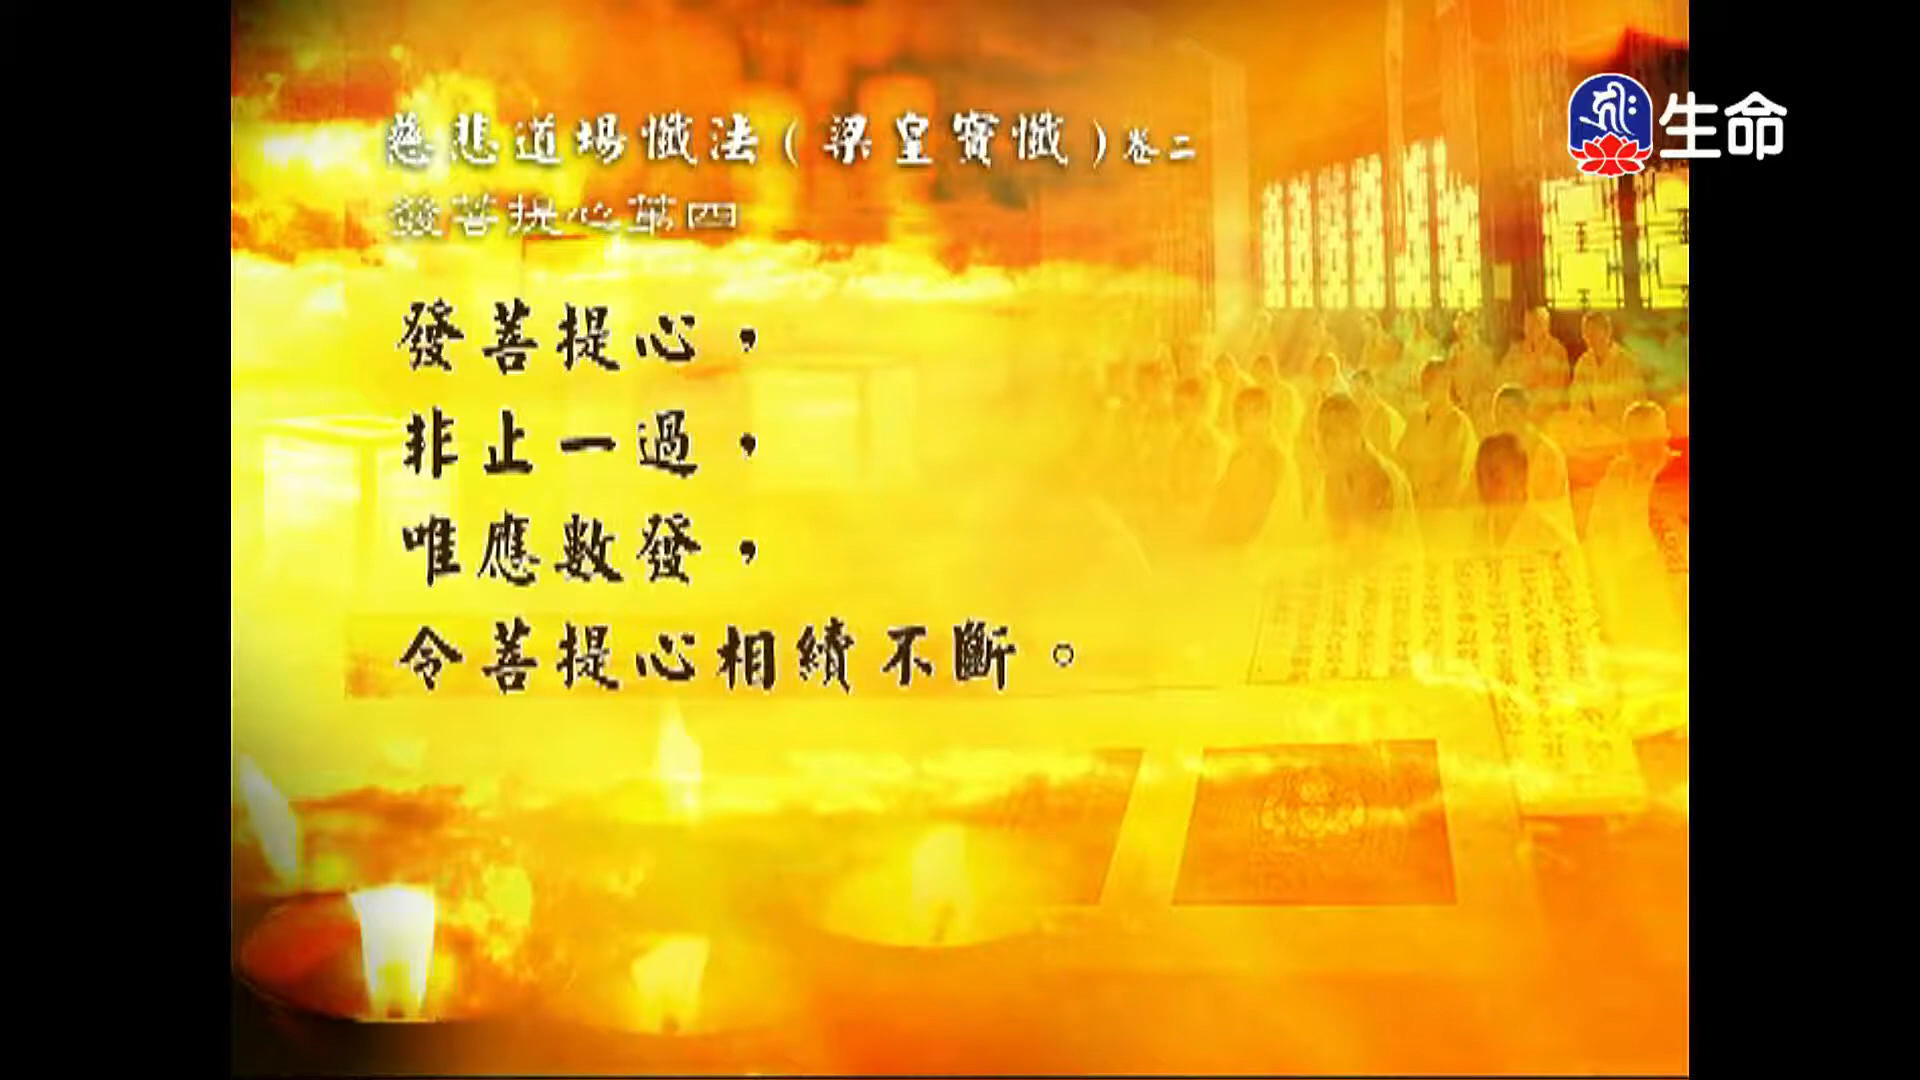 慈悲道場懺法(梁皇寶懺)卷二
發菩提心第四
發菩提心，
非止一過，
唯應數發，
令菩提心相續不斷。
生命